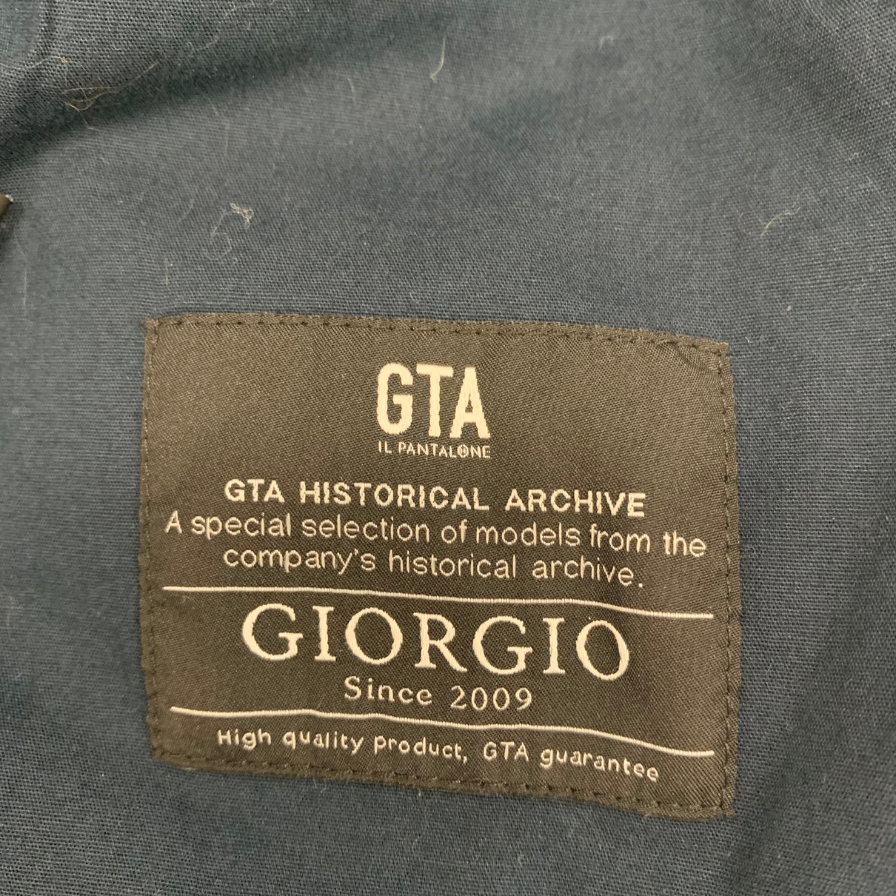 GTA
IL PANTALONE
GTA HISTORICAL ARCHIVE
A special selection of models from the
company's historical archive.
GIORGIO
Since 2009
High quality product, GTA guarantee